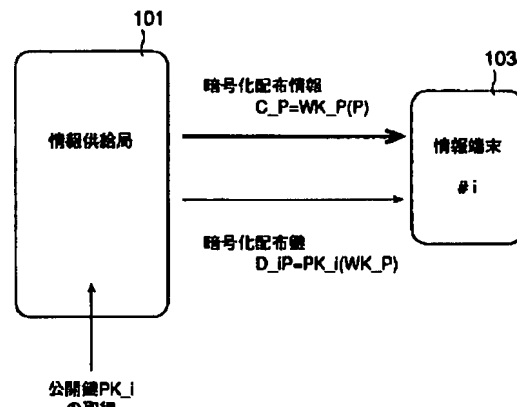 101
情報供給局
暗号化配布情報
C_P=WK_P(P)
103
情報端末
#i
暗号化配布鍵
D_iP=PK_i(WK_P)
公開鍵PK_i